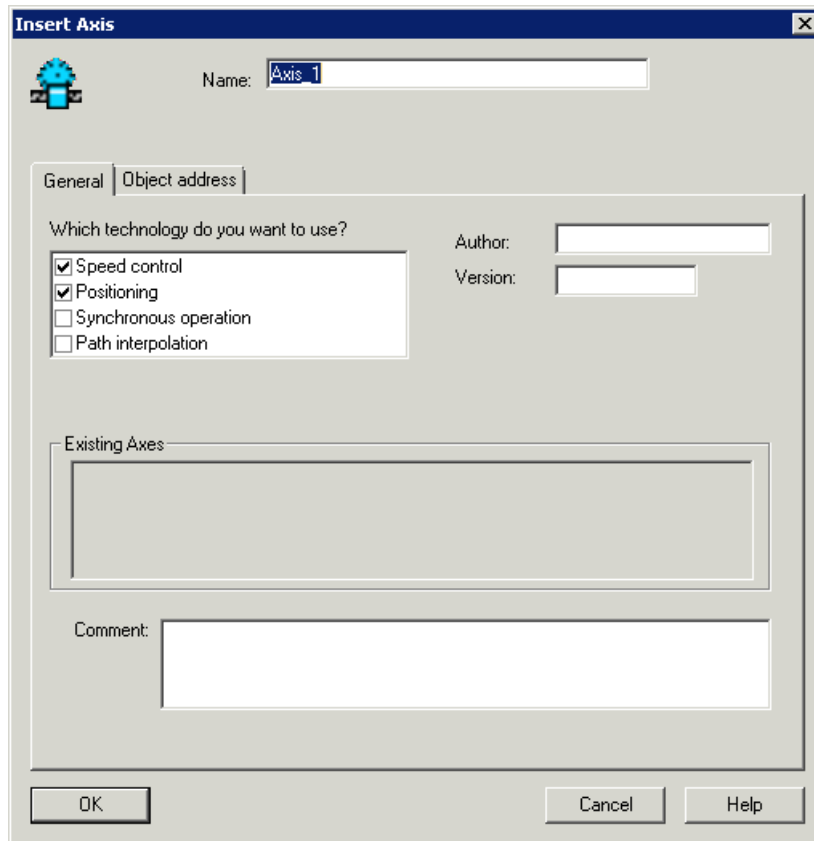 Insert Axis
Name: Axis_1
General Object address
Which technology do you want to use?
Speed control
Positioning
Synchronous operation
Path interpolation
Author:
Version:
Existing Axes
Comment:
OK Cancel Help